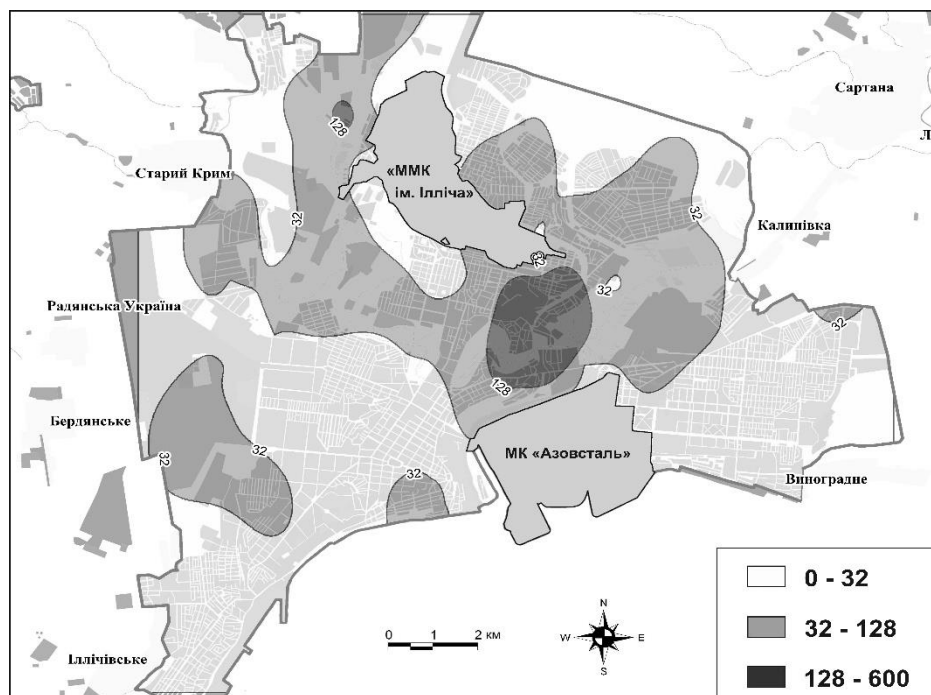 Сартана
Л
128
«ММК
ім. Ілліча»
Старий Крим
32
32
Калинівка
32
32
Радянська Україна
32
128
Бердянське
32
32
32
МК «Азовсталь»
Виноградне
0 - 32
32 - 128
128 - 600
N
W E
S
0 1 2 км
Іллічівське